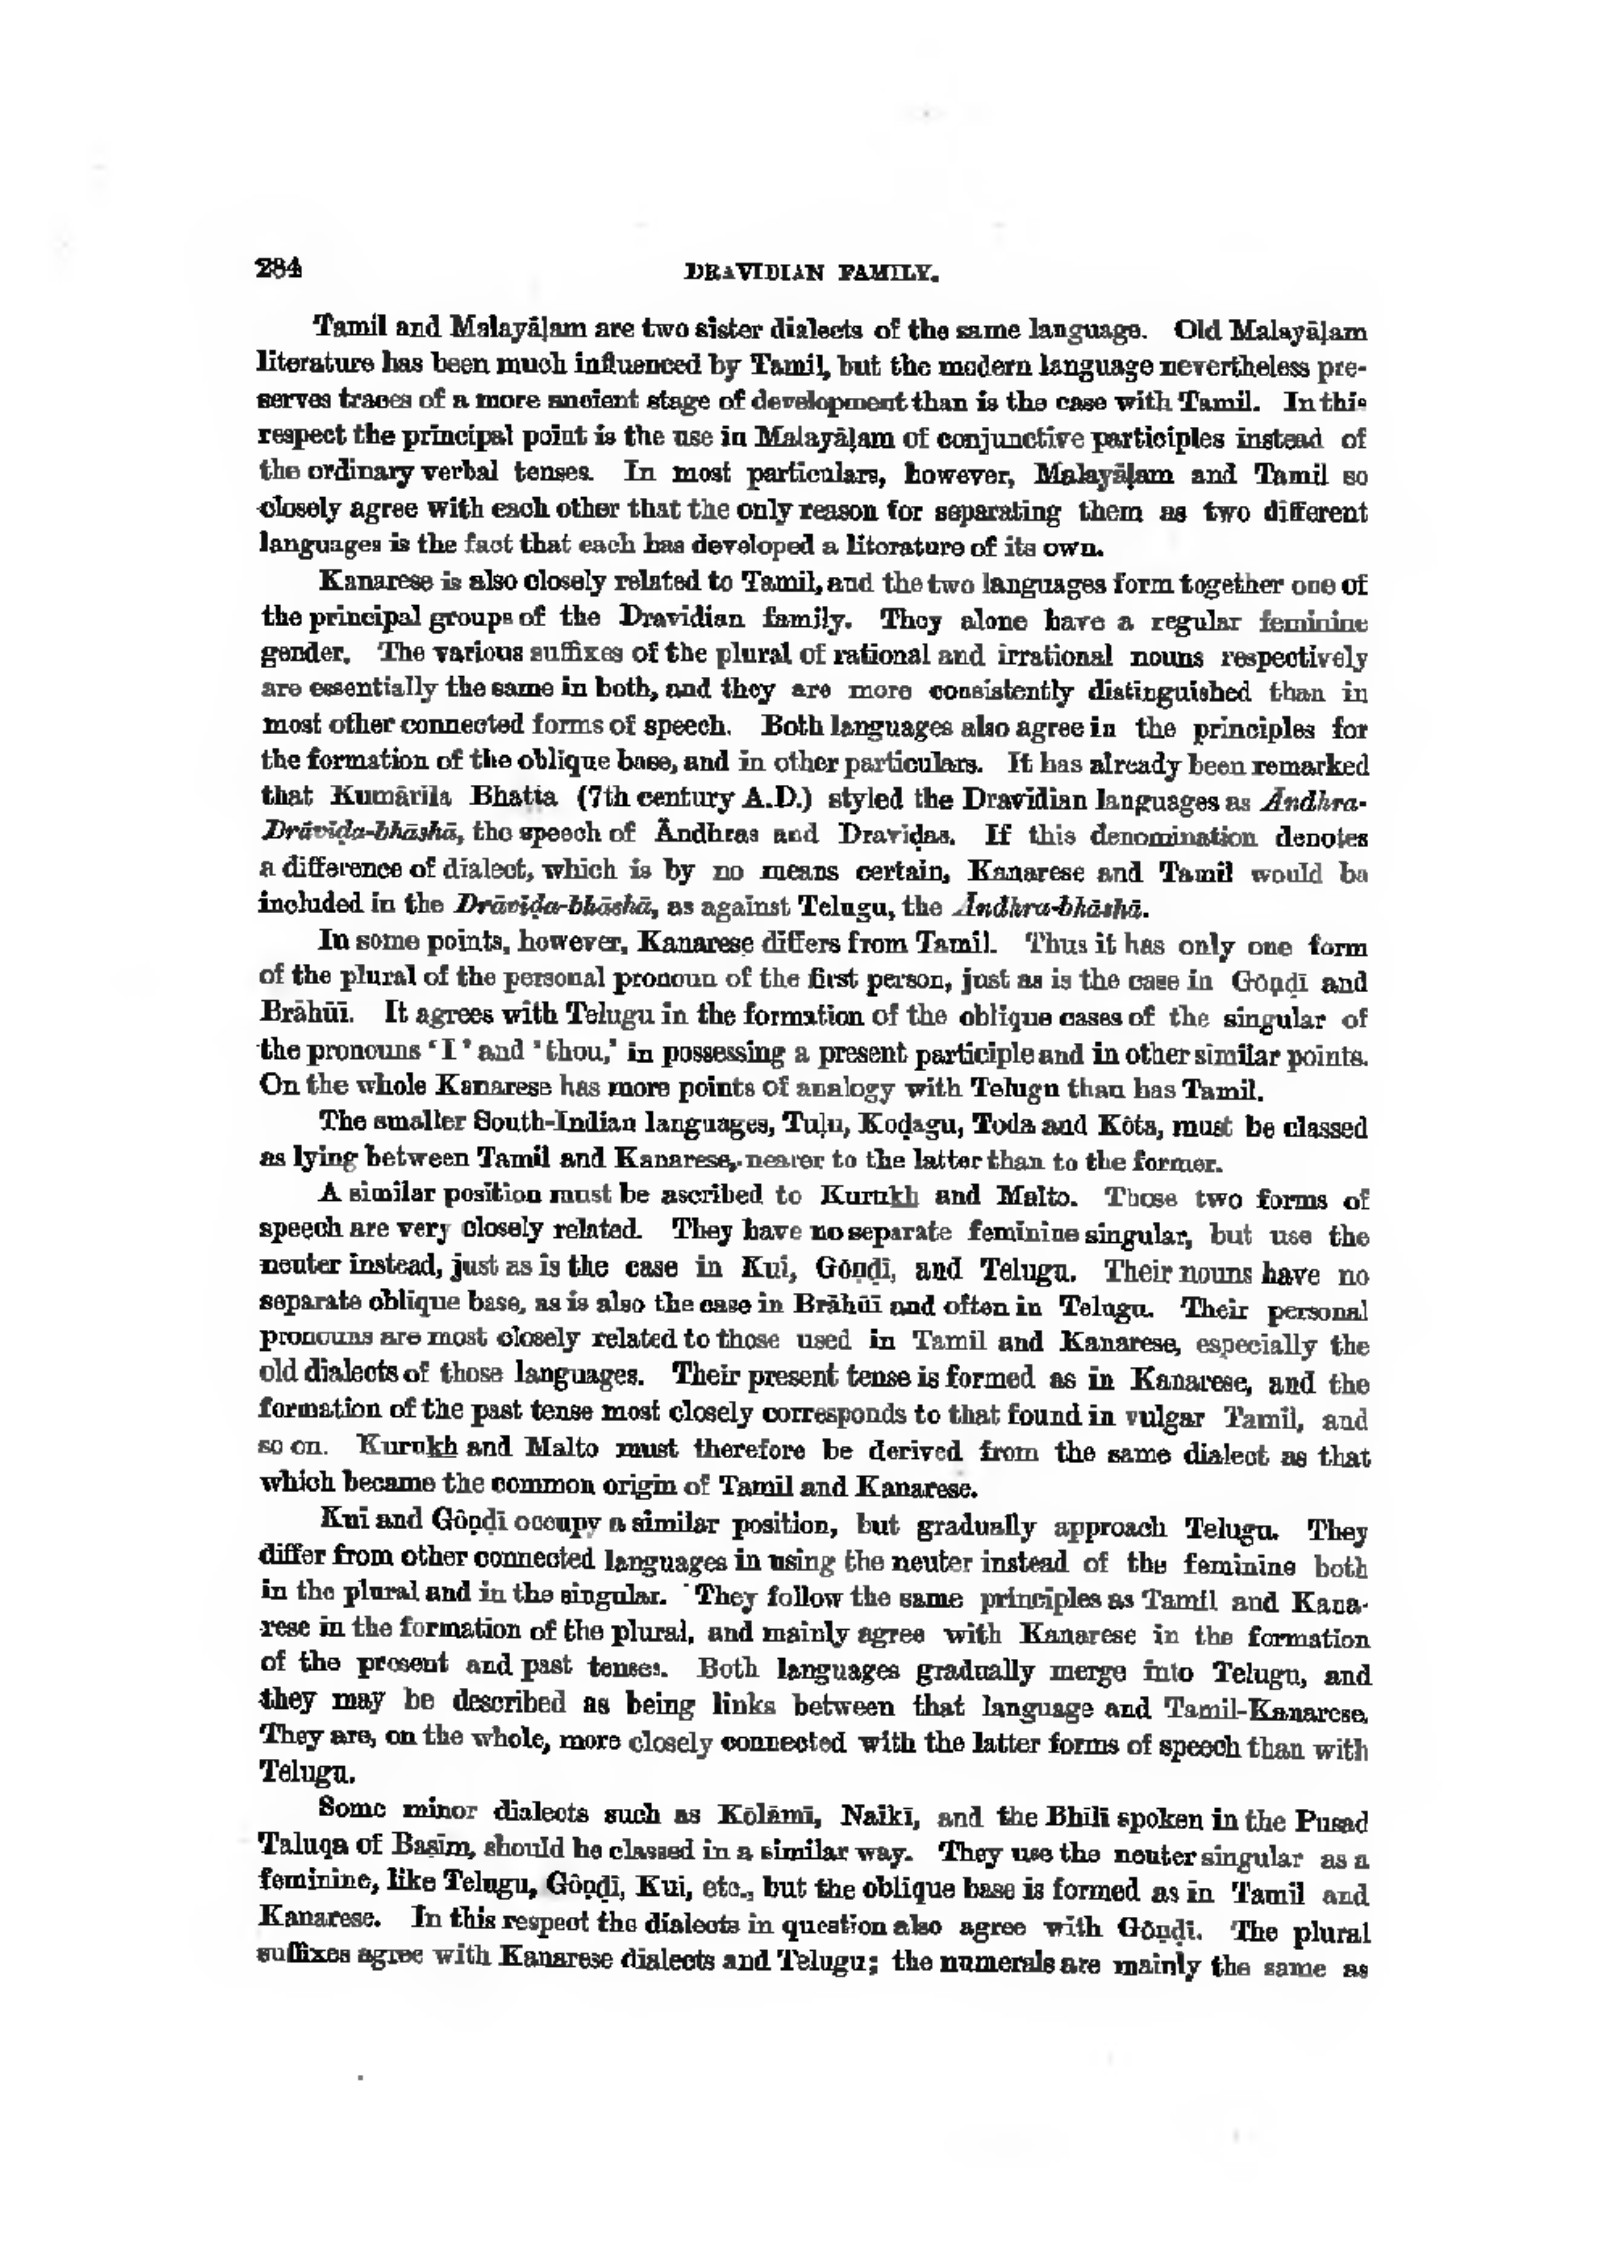 284
DRAVIDIAN FAMILY.
Tamil and Malayāḷam are two sister dialects of the same language. Old Malayāḷam
literature has been much influenced by Tamil, but the modern language nevertheless pre-
serves traces of a more ancient stage of development than is the case with Tamil. In this
respect the principal point is the use in Malayāḷam of conjunctive participles instead of
the ordinary verbal tenses. In most particulars, however, Malayāḷam and Tamil so
closely agree with each other that the only reason for separating them as two different
languages is the fact that each has developed a literature of its own.
Kanarese is also closely related to Tamil, and the two languages form together one of
the principal groups of the Dravidian family. They alone have a regular feminine
gender. The various suffixes of the plural of rational and irrational nouns respectively
are essentially the same in both, and they are more consistently distinguished than in
most other connected forms of speech. Both languages also agree in the principles for
the formation of the oblique base, and in other particulars. It has already been remarked
that Kumārila Bhaṭṭa (7th century A.D.) styled the Dravidian languages as Āndhra-
Drāviḍa-bhāshā, the speech of Āndhras and Draviḍas. If this denomination denotes
a difference of dialect, which is by no means certain, Kanarese and Tamil would be
included in the Drāviḍa-bhāshā, as against Telugu, the Āndhra-bhāshā.
In some points, however, Kanarese differs from Tamil. Thus it has only one form
of the plural of the personal pronoun of the first person, just as is the case in Gōṇḍī and
Brāhūī. It agrees with Telugu in the formation of the oblique cases of the singular of
the pronouns ‘I’ and ‘thou,’ in possessing a present participle and in other similar points.
On the whole Kanarese has more points of analogy with Telugu than has Tamil.
The smaller South-Indian languages, Tuḷu, Koḍagu, Toda and Kōta, must be classed
as lying between Tamil and Kanarese, nearer to the latter than to the former.
A similar position must be ascribed to Kurukh and Malto. Those two forms of
speech are very closely related. They have no separate feminine singular, but use the
neuter instead, just as is the case in Kui, Gōṇḍī, and Telugu. Their nouns have no
separate oblique base, as is also the case in Brāhūī and often in Telugu. Their personal
pronouns are most closely related to those used in Tamil and Kanarese, especially the
old dialects of those languages. Their present tense is formed as in Kanarese, and the
formation of the past tense most closely corresponds to that found in vulgar Tamil, and
so on. Kurukh and Malto must therefore be derived from the same dialect as that
which became the common origin of Tamil and Kanarese.
Kui and Gōṇḍī occupy a similar position, but gradually approach Telugu. They
differ from other connected languages in using the neuter instead of the feminine both
in the plural and in the singular. They follow the same principles as Tamil and Kana-
rese in the formation of the plural, and mainly agree with Kanarese in the formation
of the present and past tenses. Both languages gradually merge into Telugu, and
they may be described as being links between that language and Tamil-Kanarese.
They are, on the whole, more closely connected with the latter forms of speech than with
Telugu.
Some minor dialects such as Kōlāmī, Naikī, and the Bhīlī spoken in the Pusad
Taluqa of Basim, should be classed in a similar way. They use the neuter singular as a
feminine, like Telugu, Gōṇḍī, Kui, etc., but the oblique base is formed as in Tamil and
Kanarese. In this respect the dialects in question also agree with Gōṇḍī. The plural
suffixes agree with Kanarese dialects and Telugu; the numerals are mainly the same as